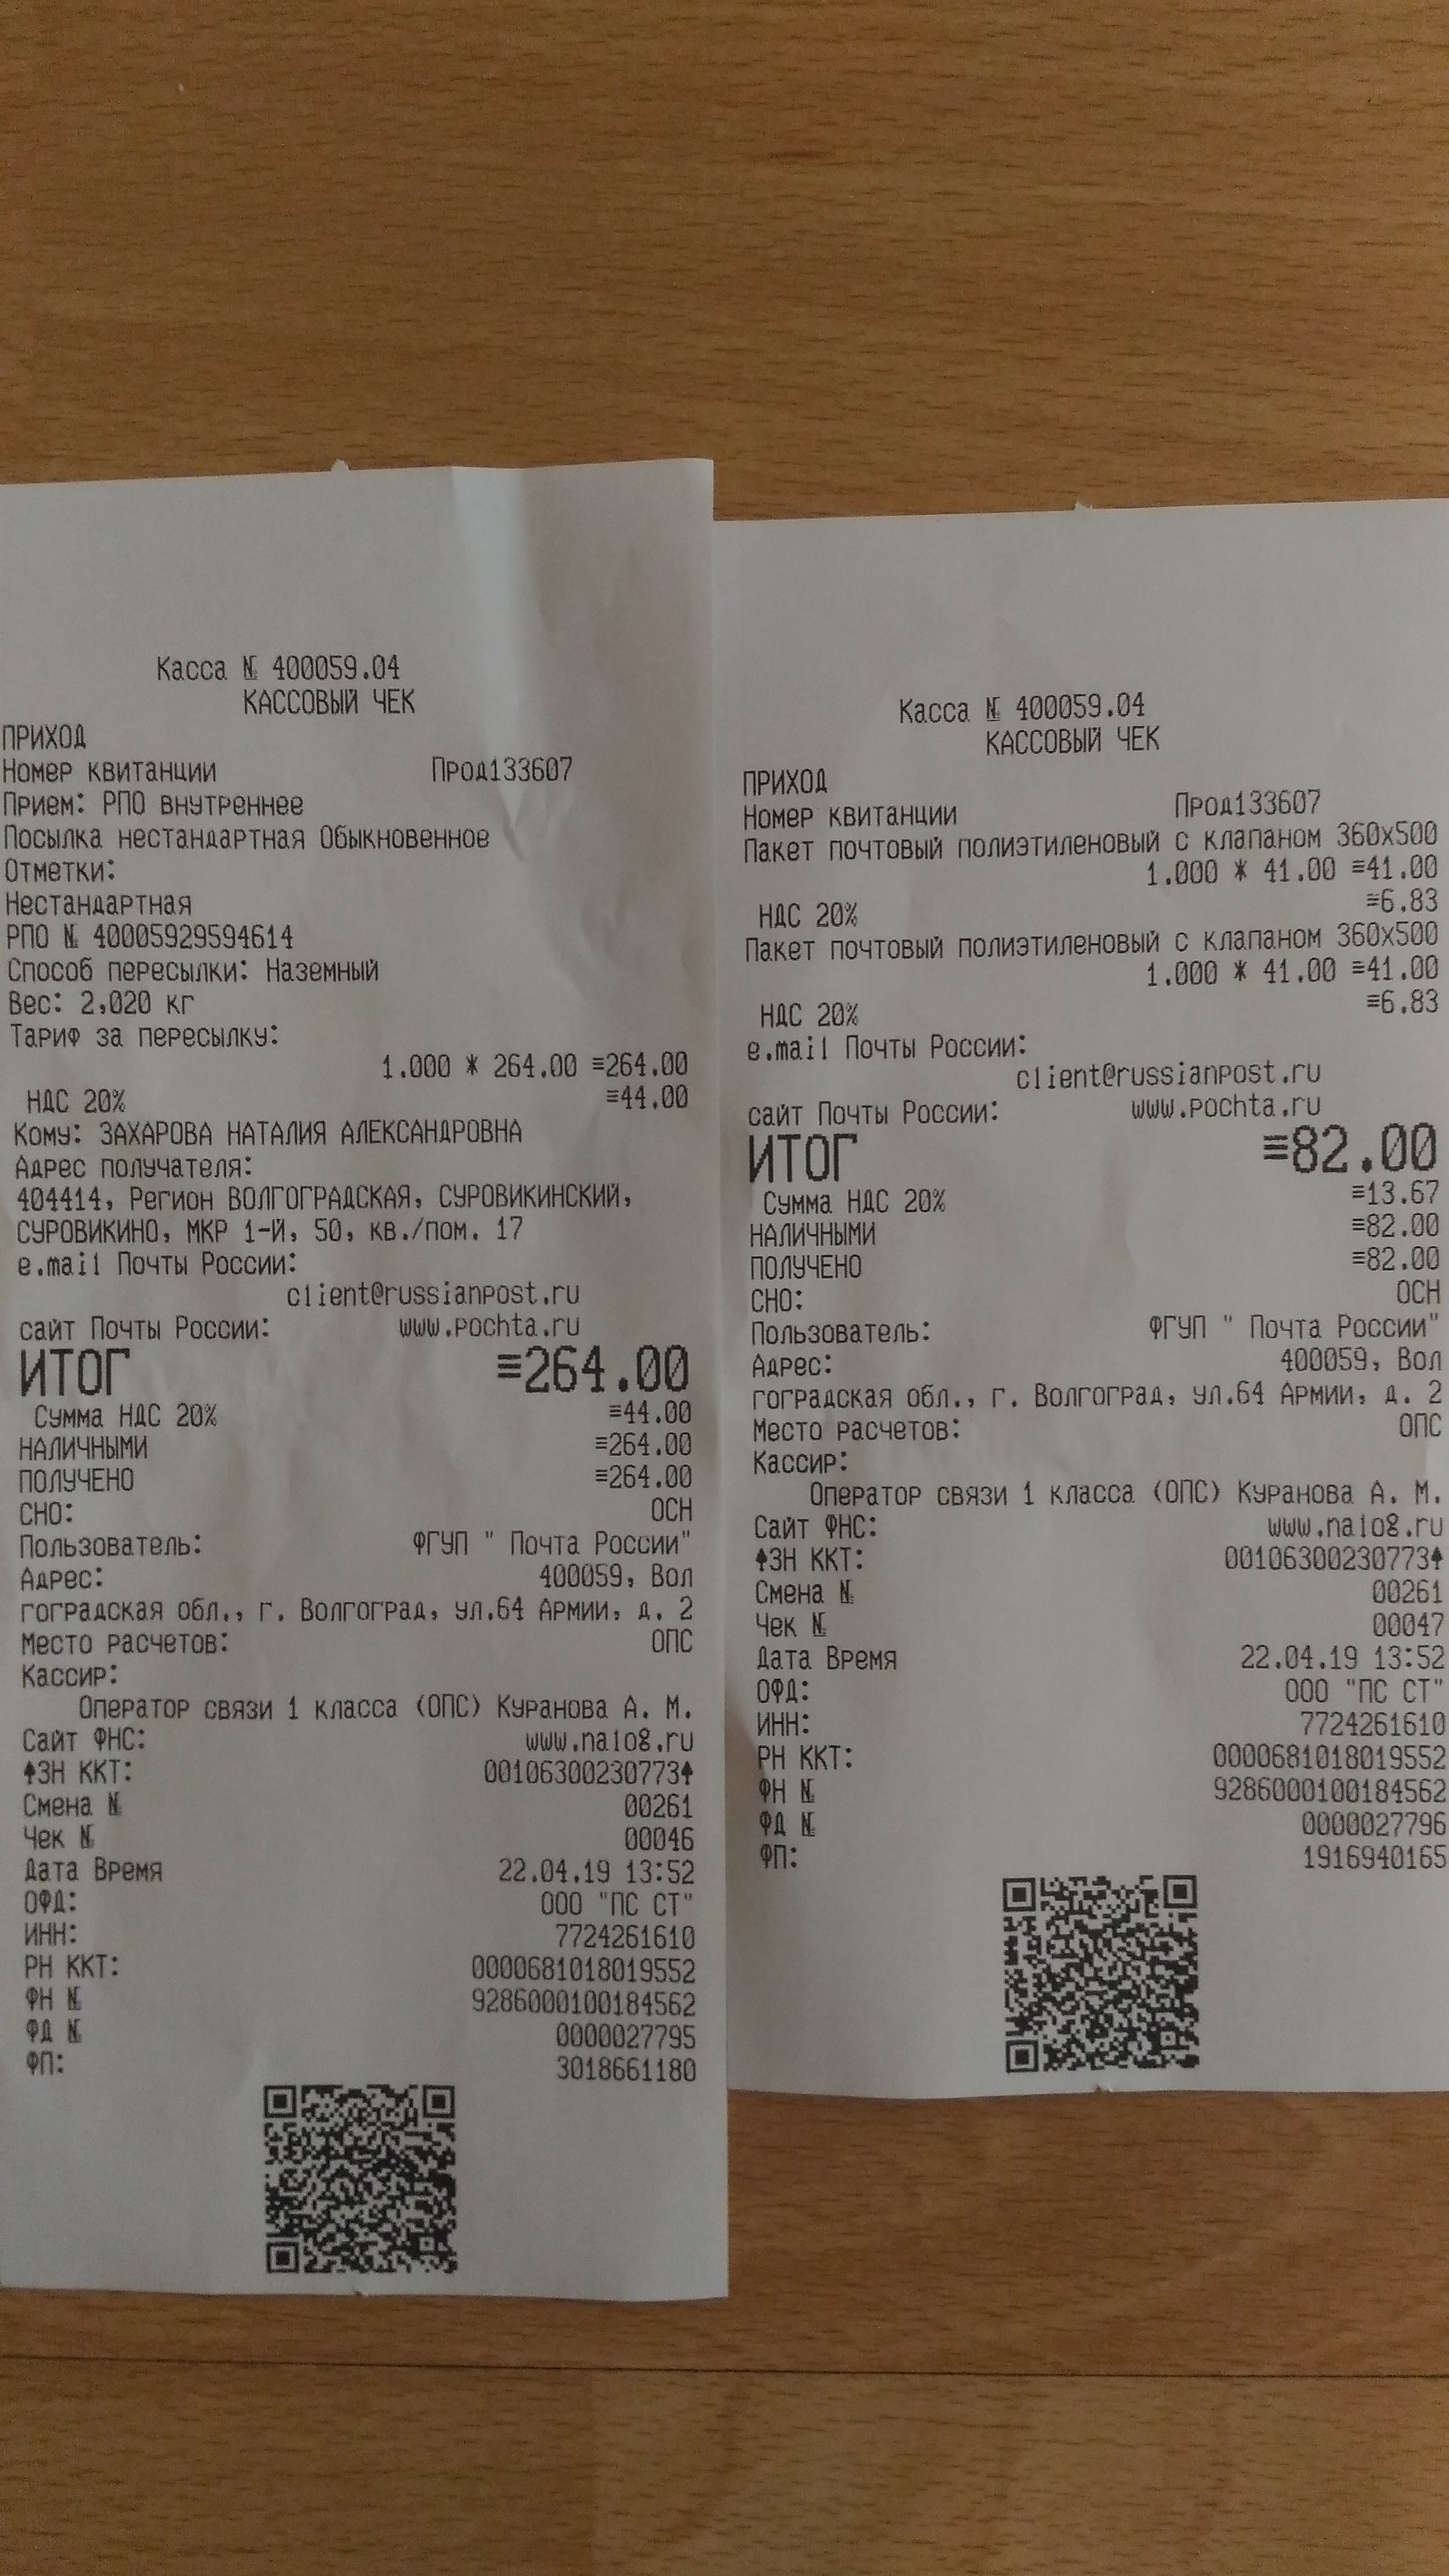 Касса № 400059.04
КАССОВЫЙ ЧЕК
ПРИХОД
Номер квитанции Прод133607
Прием: РПО внутреннее
Посылка нестандартная Обыкновенное
Отметки:
Нестандартная
РПО № 40005929594614
Способ пересылки: Наземный
Вес: 2,020 кг
Тариф за пересылку:
1.000 * 264.00 ≡264.00
НДС 20% ≡44.00
Кому: ЗАХАРОВА НАТАЛИЯ АЛЕКСАНДРОВНА
Адрес получателя:
404414, Регион ВОЛГОГРАДСКАЯ, СУРОВИКИНСКИЙ,
СУРОВИКИНО, МКР 1-Й, 50, кв./пом. 17
e.mail Почты России:
client@russianpost.ru
сайт Почты России: www.pochta.ru
ИТОГ ≡264.00
Сумма НДС 20% ≡44.00
НАЛИЧНЫМИ ≡264.00
ПОЛУЧЕНО ≡264.00
СНО: ОСН
Пользователь: ФГУП " Почта России"
Адрес: 400059, Вол
гоградская обл., г. Волгоград, ул.64 Армии, д. 2
Место расчетов: ОПС
Кассир:
Оператор связи 1 класса (ОПС) Куранова А. М.
Сайт ФНС: www.nalog.ru
↑ЗН ККТ: 00106300230773↑
Смена № 00261
Чек № 00046
Дата Время 22.04.19 13:52
ОФД: ООО "ПС СТ"
ИНН: 7724261610
РН ККТ: 0000681018019552
ФН № 9286000100184562
ФД № 0000027795
ФП: 3018661180
Касса № 400059.04
КАССОВЫЙ ЧЕК
ПРИХОД
Номер квитанции Прод133607
Пакет почтовый полиэтиленовый с клапаном 360х500
1.000 * 41.00 ≡41.00
НДС 20% ≡6.83
Пакет почтовый полиэтиленовый с клапаном 360х500
1.000 * 41.00 ≡41.00
НДС 20% ≡6.83
e.mail Почты России:
client@russianpost.ru
сайт Почты России: www.pochta.ru
ИТОГ ≡82.00
Сумма НДС 20% ≡13.67
НАЛИЧНЫМИ ≡82.00
ПОЛУЧЕНО ≡82.00
СНО: ОСН
Пользователь: ФГУП " Почта России"
Адрес: 400059, Вол
гоградская обл., г. Волгоград, ул.64 Армии, д. 2
Место расчетов: ОПС
Кассир:
Оператор связи 1 класса (ОПС) Куранова А. М.
Сайт ФНС: www.nalog.ru
↑ЗН ККТ: 00106300230773↑
Смена № 00261
Чек № 00047
Дата Время 22.04.19 13:52
ОФД: ООО "ПС СТ"
ИНН: 7724261610
РН ККТ: 0000681018019552
ФН № 9286000100184562
ФД № 0000027796
ФП: 1916940165